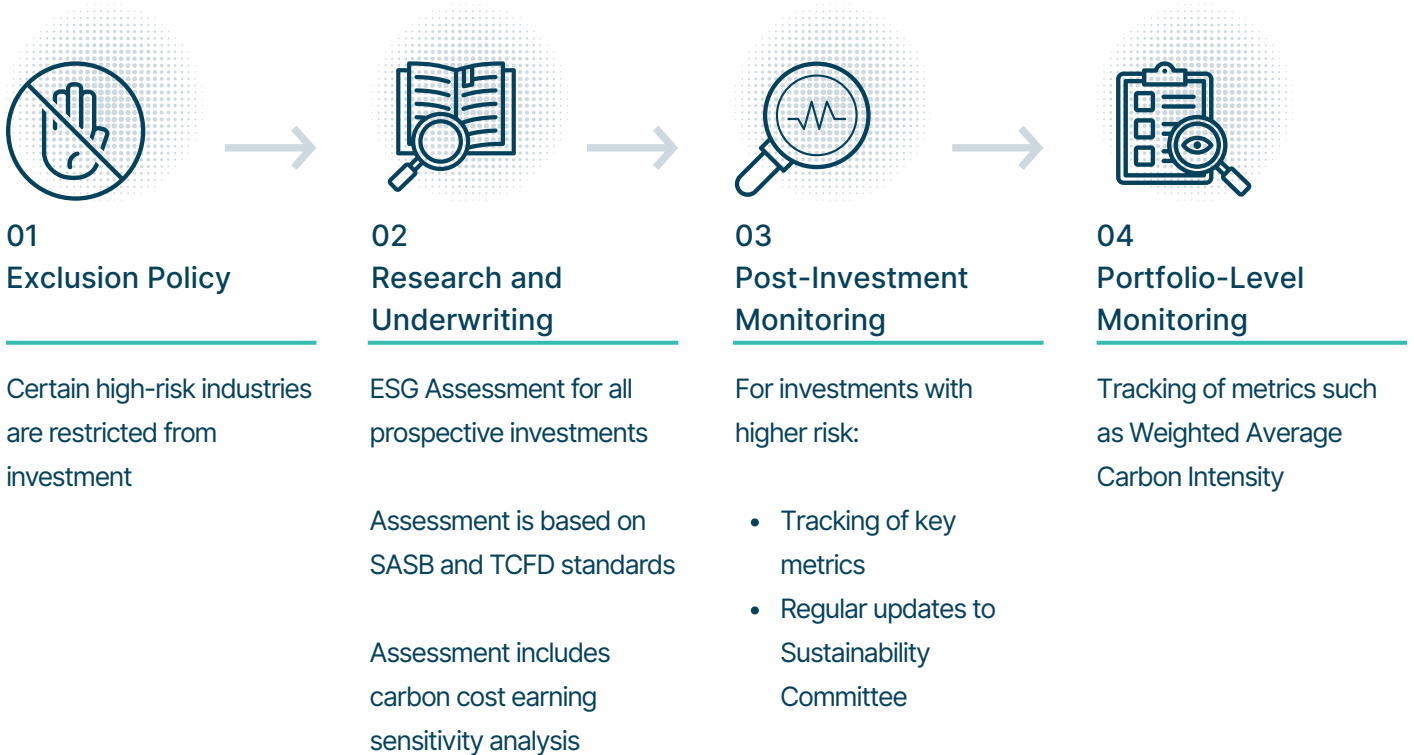 01
Exclusion Policy
Certain high-risk industries
are restricted from
investment
02
Research and
Underwriting
ESG Assessment for all
prospective investments
Assessment is based on
SASB and TCFD standards
Assessment includes
carbon cost earning
sensitivity analysis
03
Post-Investment
Monitoring
For investments with
higher risk:
• Tracking of key
metrics
• Regular updates to
Sustainability
Committee
04
Portfolio-Level
Monitoring
Tracking of metrics such
as Weighted Average
Carbon Intensity